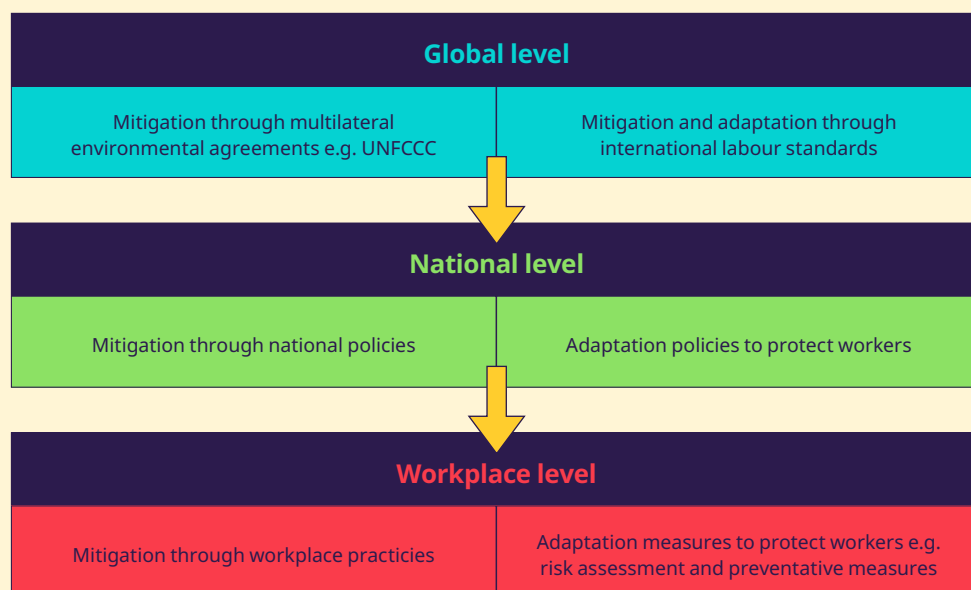 Global level
Mitigation through multilateral
environmental agreements e.g. UNFCCC
Mitigation and adaptation through
international labour standards
National level
Mitigation through national policies
Adaptation policies to protect workers
Workplace level
Mitigation through workplace practicies
Adaptation measures to protect workers e.g.
risk assessment and preventative measures